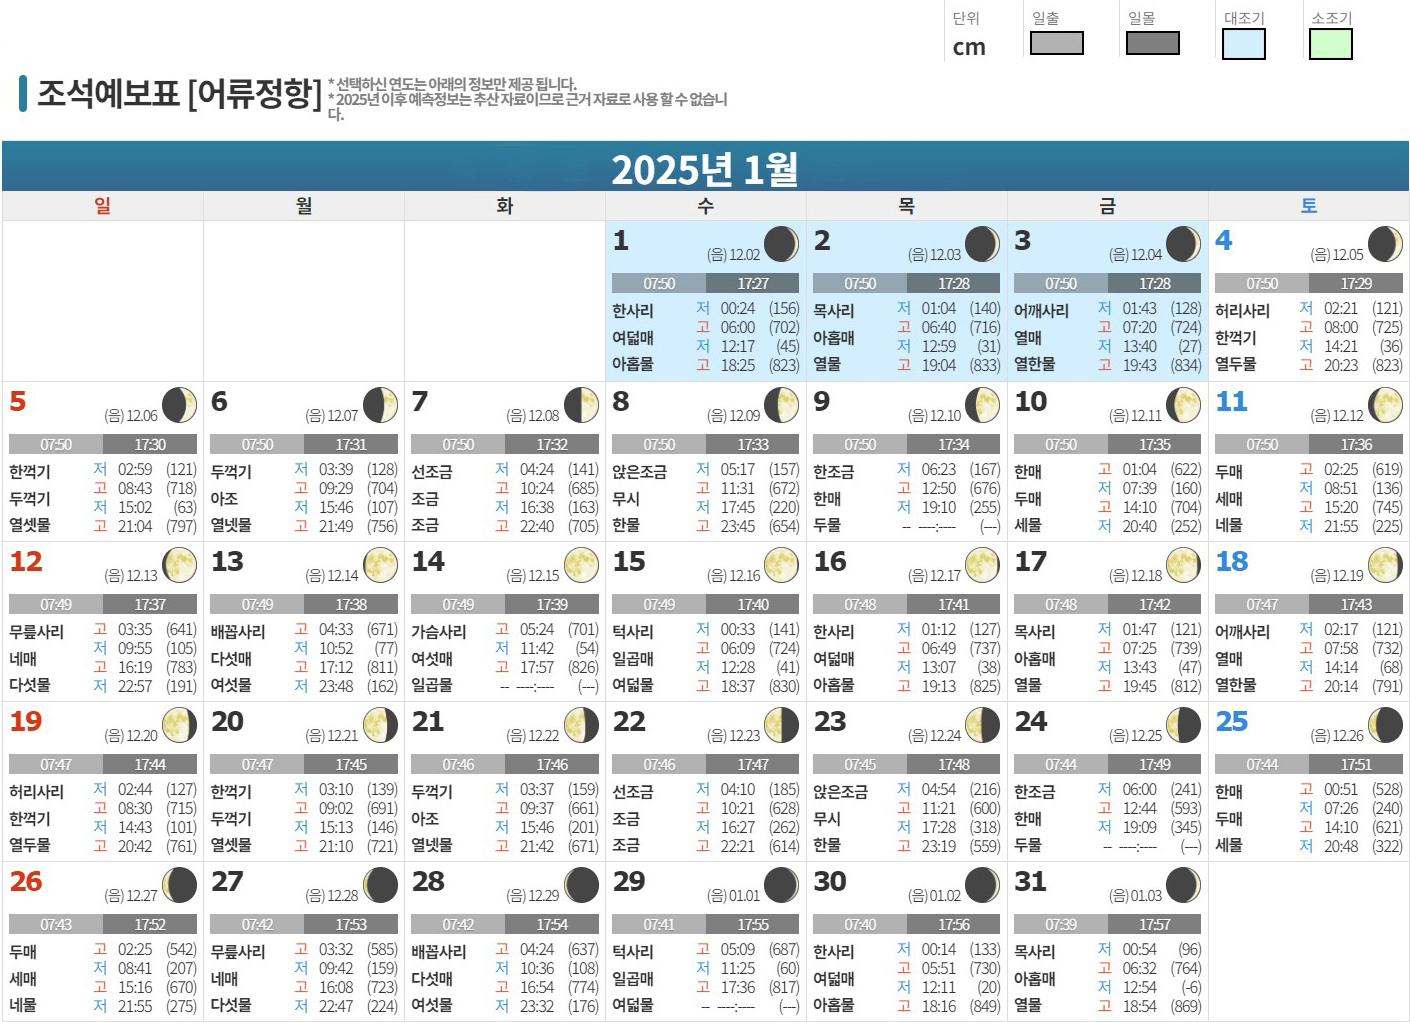 단위 일출 일몰 대조기 소조기
cm
조석예보표 [어류정항]
* 선택하신 연도는 아래의 정보만 제공 됩니다.
* 2025년 이후 예측정보는 추산 자료이므로 근거 자료로 사용 할 수 없습니
다.
2025년 1월
일 월 화 수 목 금 토
1 (음) 12.02
07:50 17:27
한사리 저 00:24 (156)
고 06:00 (702)
여덟매 저 12:17 (45)
아홉물 고 18:25 (823)
2 (음) 12.03
07:50 17:28
목사리 저 01:04 (140)
고 06:40 (716)
아홉매 저 12:59 (31)
열물 고 19:04 (833)
3 (음) 12.04
07:50 17:28
어깨사리 저 01:43 (128)
고 07:20 (724)
열매 저 13:40 (27)
열한물 고 19:43 (834)
4 (음) 12.05
07:50 17:29
허리사리 저 02:21 (121)
고 08:00 (725)
한꺽기 저 14:21 (36)
열두물 고 20:23 (823)
5 (음) 12.06
07:50 17:30
한꺽기 저 02:59 (121)
고 08:43 (718)
두꺽기 저 15:02 (63)
열셋물 고 21:04 (797)
6 (음) 12.07
07:50 17:31
두꺽기 저 03:39 (128)
고 09:29 (704)
아조 저 15:46 (107)
열넷물 고 21:49 (756)
7 (음) 12.08
07:50 17:32
선조금 저 04:24 (141)
고 10:24 (685)
조금 저 16:38 (163)
조금 고 22:40 (705)
8 (음) 12.09
07:50 17:33
앉은조금 저 05:17 (157)
고 11:31 (672)
무시 저 17:45 (220)
한물 고 23:45 (654)
9 (음) 12.10
07:50 17:34
한조금 저 06:23 (167)
고 12:50 (676)
한매 저 19:10 (255)
두물 -- ----:---- (---)
10 (음) 12.11
07:50 17:35
한매 고 01:04 (622)
저 07:39 (160)
두매 고 14:10 (704)
세물 저 20:40 (252)
11 (음) 12.12
07:50 17:36
두매 고 02:25 (619)
저 08:51 (136)
세매 고 15:20 (745)
네물 저 21:55 (225)
12 (음) 12.13
07:49 17:37
무릎사리 고 03:35 (641)
저 09:55 (105)
네매 고 16:19 (783)
다섯물 저 22:57 (191)
13 (음) 12.14
07:49 17:38
배꼽사리 고 04:33 (671)
저 10:52 (77)
다섯매 고 17:12 (811)
여섯물 저 23:48 (162)
14 (음) 12.15
07:49 17:39
가슴사리 고 05:24 (701)
저 11:42 (54)
여섯매 고 17:57 (826)
일곱물 -- ----:---- (---)
15 (음) 12.16
07:49 17:40
턱사리 저 00:33 (141)
고 06:09 (724)
일곱매 저 12:28 (41)
여덟물 고 18:37 (830)
16 (음) 12.17
07:48 17:41
한사리 저 01:12 (127)
고 06:49 (737)
여덟매 저 13:07 (38)
아홉물 고 19:13 (825)
17 (음) 12.18
07:48 17:42
목사리 저 01:47 (121)
고 07:25 (739)
아홉매 저 13:43 (47)
열물 고 19:45 (812)
18 (음) 12.19
07:47 17:43
어깨사리 저 02:17 (121)
고 07:58 (732)
열매 저 14:14 (68)
열한물 고 20:14 (791)
19 (음) 12.20
07:47 17:44
허리사리 저 02:44 (127)
고 08:30 (715)
한꺽기 저 14:43 (101)
열두물 고 20:42 (761)
20 (음) 12.21
07:47 17:45
한꺽기 저 03:10 (139)
고 09:02 (691)
두꺽기 저 15:13 (146)
열셋물 고 21:10 (721)
21 (음) 12.22
07:46 17:46
두꺽기 저 03:37 (159)
고 09:37 (661)
아조 저 15:46 (201)
열넷물 고 21:42 (671)
22 (음) 12.23
07:46 17:47
선조금 저 04:10 (185)
고 10:21 (628)
조금 저 16:27 (262)
조금 고 22:21 (614)
23 (음) 12.24
07:45 17:48
앉은조금 저 04:54 (216)
고 11:21 (600)
무시 저 17:28 (318)
한물 고 23:19 (559)
24 (음) 12.25
07:44 17:49
한조금 저 06:00 (241)
고 12:44 (593)
한매 저 19:09 (345)
두물 -- ----:---- (---)
25 (음) 12.26
07:44 17:51
한매 고 00:51 (528)
저 07:26 (240)
두매 고 14:10 (621)
세물 저 20:48 (322)
26 (음) 12.27
07:43 17:52
두매 고 02:25 (542)
저 08:41 (207)
세매 고 15:16 (670)
네물 저 21:55 (275)
27 (음) 12.28
07:42 17:53
무릎사리 고 03:32 (585)
저 09:42 (159)
네매 고 16:08 (723)
다섯물 저 22:47 (224)
28 (음) 12.29
07:42 17:54
배꼽사리 고 04:24 (637)
저 10:36 (108)
다섯매 고 16:54 (774)
여섯물 저 23:32 (176)
29 (음) 01.01
07:41 17:55
턱사리 고 05:09 (687)
저 11:25 (60)
일곱매 고 17:36 (817)
여덟물 -- ----:---- (---)
30 (음) 01.02
07:40 17:56
한사리 저 00:14 (133)
고 05:51 (730)
여덟매 저 12:11 (20)
아홉물 고 18:16 (849)
31 (음) 01.03
07:39 17:57
목사리 저 00:54 (96)
고 06:32 (764)
아홉매 저 12:54 (-6)
열물 고 18:54 (869)